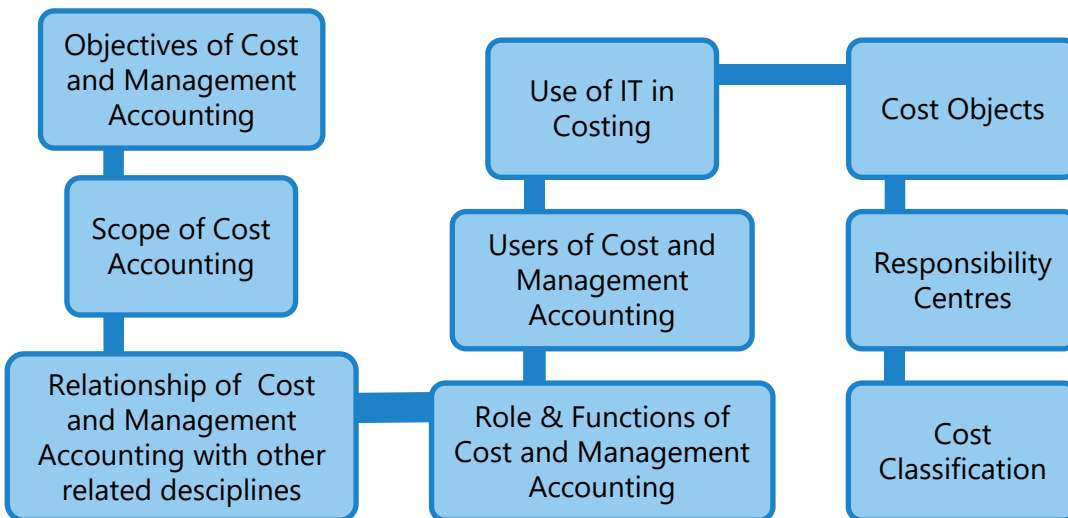 Objectives of Cost
and Management
Accounting
Scope of Cost
Accounting
Relationship of Cost
and Management
Accounting with other
related desciplines
Role & Functions of
Cost and Management
Accounting
Users of Cost and
Management
Accounting
Use of IT in
Costing
Cost Objects
Responsibility
Centres
Cost
Classification